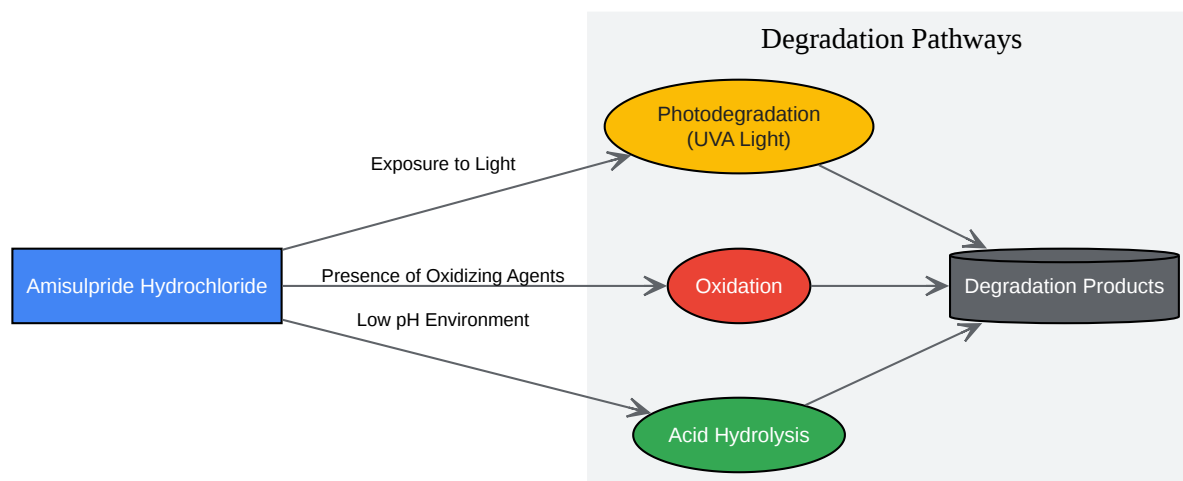 Degradation Pathways
Photodegradation
(UVA Light)
Exposure to Light
Amisulpride Hydrochloride
Presence of Oxidizing Agents
Oxidation
Degradation Products
Low pH Environment
Acid Hydrolysis